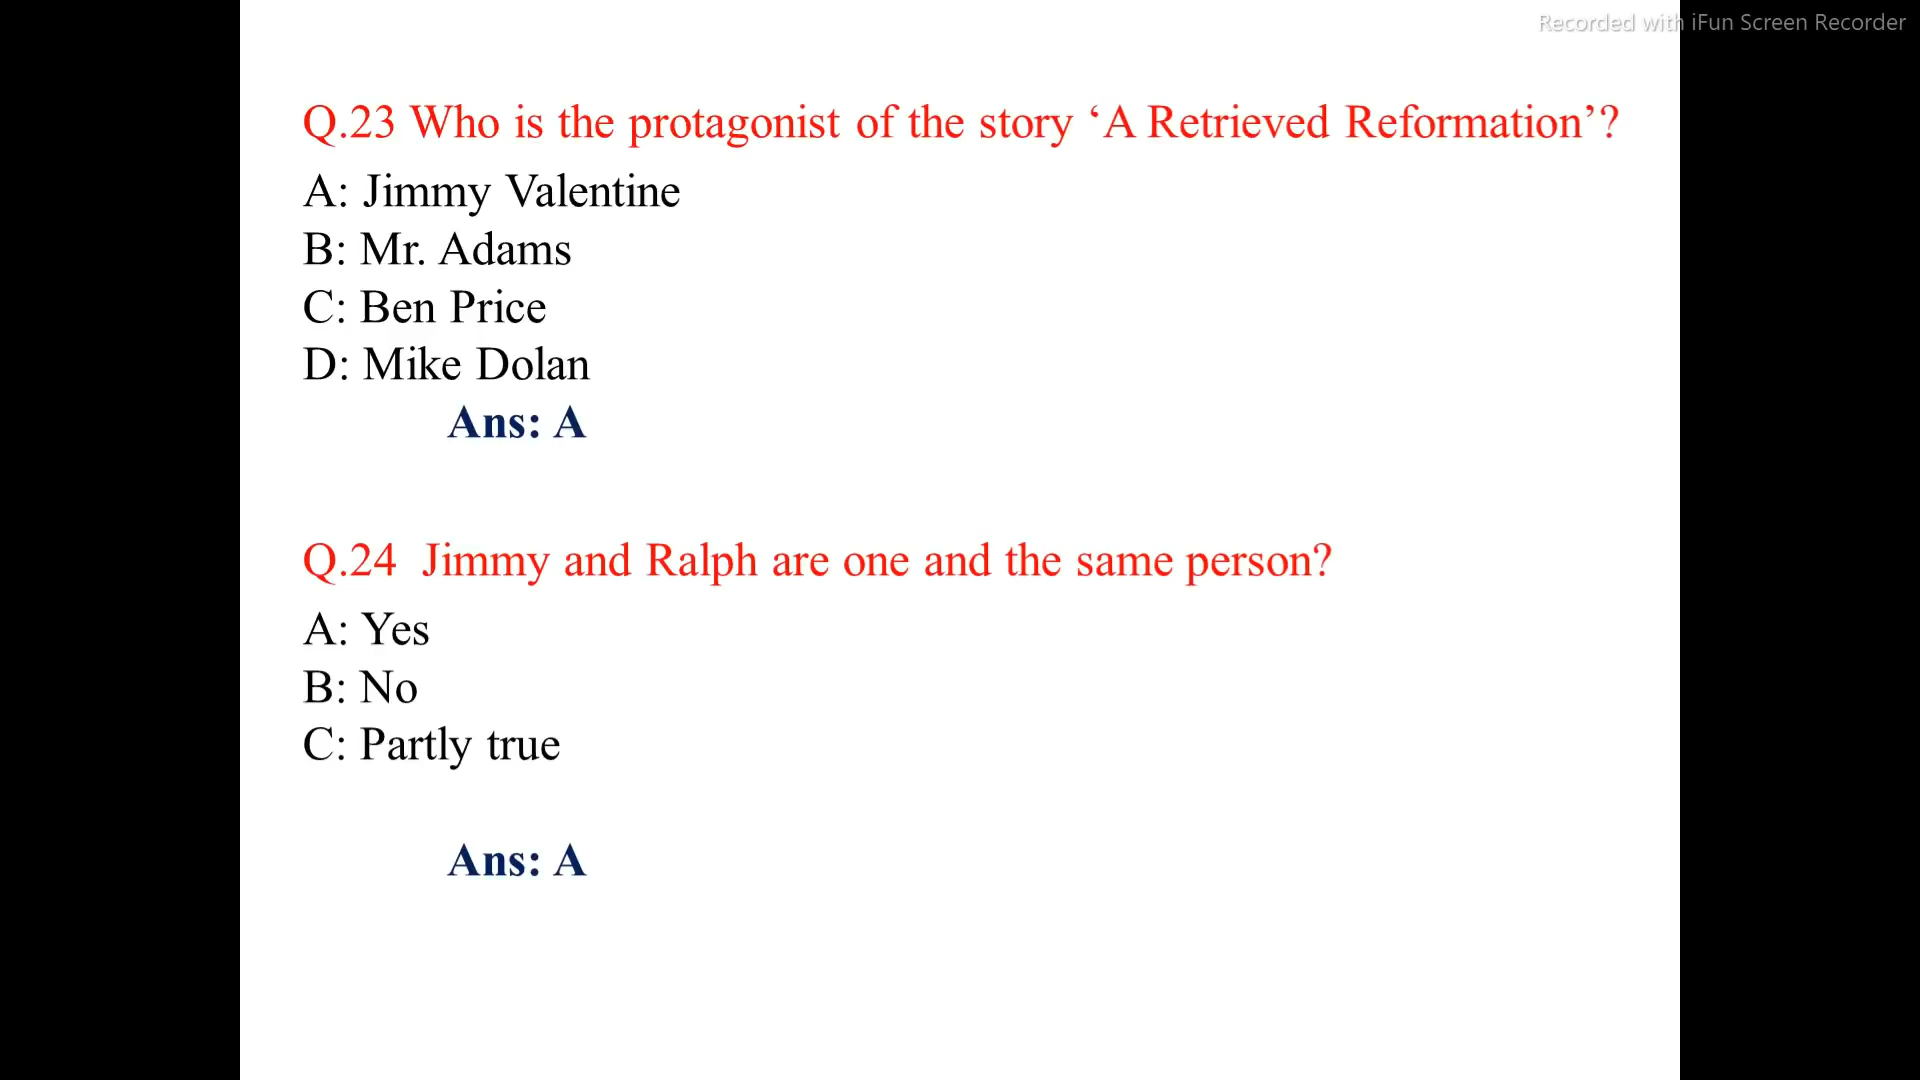 Recorded with iFun Screen Recorder
Q.23 Who is the protagonist of the story ‘A Retrieved Reformation’?
A: Jimmy Valentine
B: Mr. Adams
C: Ben Price
D: Mike Dolan
Ans: A
Q.24 Jimmy and Ralph are one and the same person?
A: Yes
B: No
C: Partly true
Ans: A